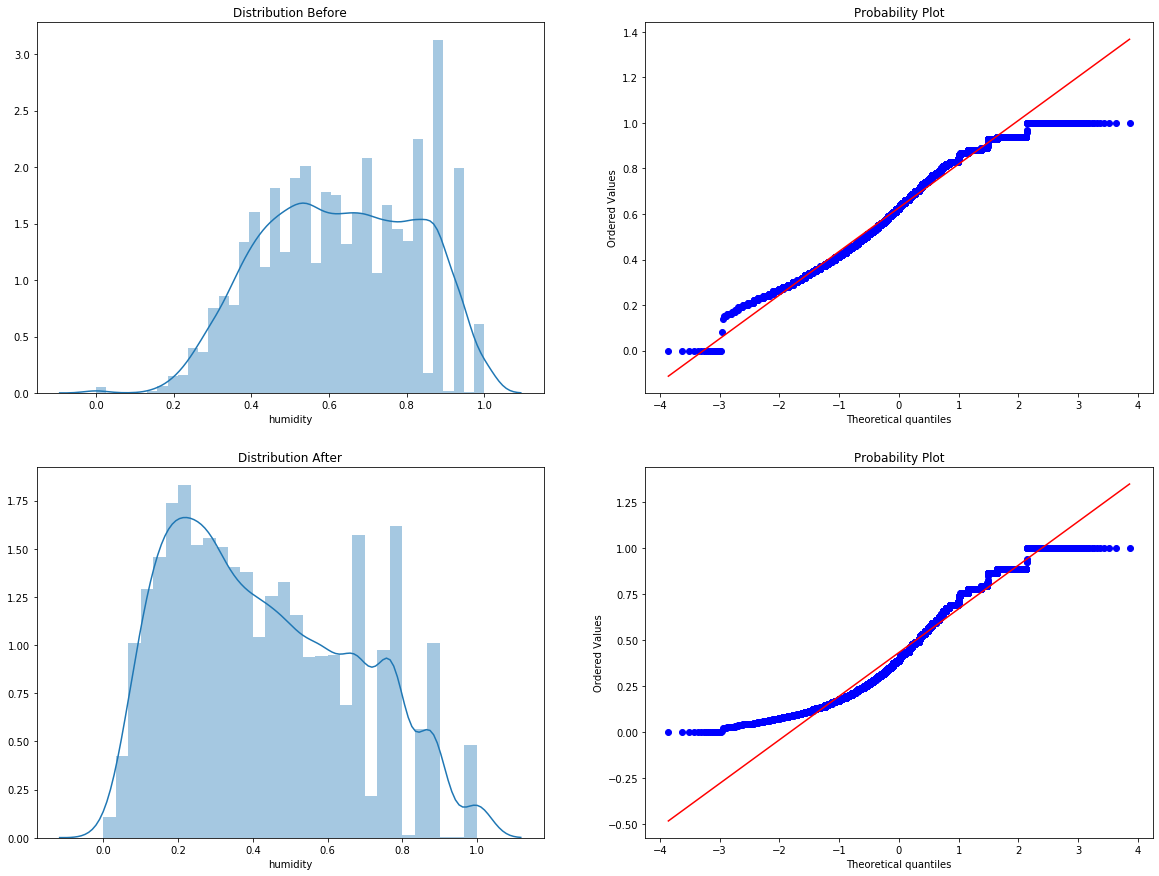 Distribution Before
3.0
2.5
2.0
1.5
1.0
0.5
0.0
0.0 0.2 0.4 0.6 0.8 1.0
humidity
Probability Plot
1.4
1.2
1.0
0.8
0.6
0.4
0.2
0.0
Ordered Values
−4 −3 −2 −1 0 1 2 3 4
Theoretical quantiles
Distribution After
1.75
1.50
1.25
1.00
0.75
0.50
0.25
0.00
0.0 0.2 0.4 0.6 0.8 1.0
humidity
Probability Plot
1.25
1.00
0.75
0.50
0.25
0.00
−0.25
−0.50
Ordered Values
−4 −3 −2 −1 0 1 2 3 4
Theoretical quantiles